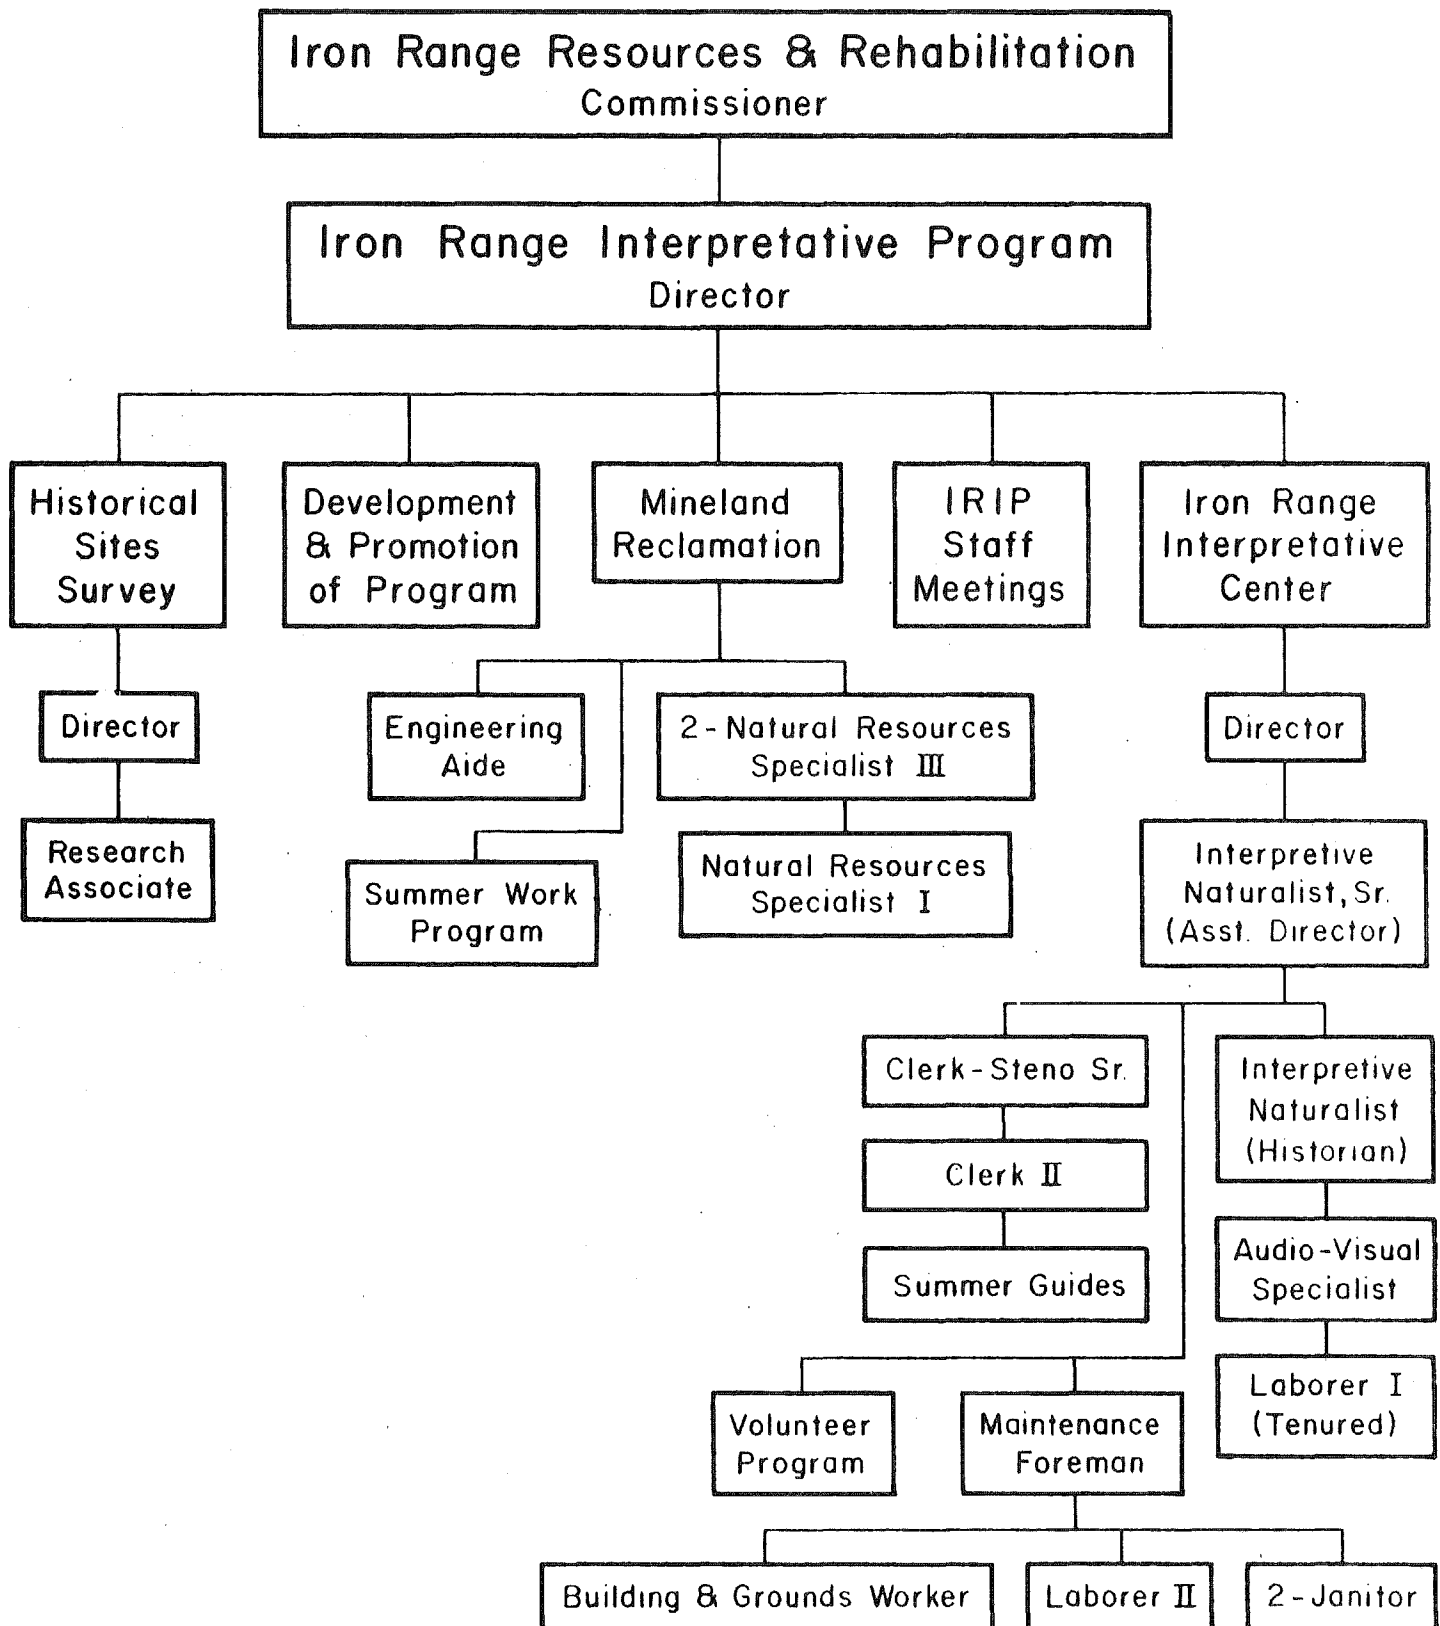 Iron Range Resources & Rehabilitation
Commissioner
Iron Range Interpretative Program
Director
Historical
Sites
Survey
Development
& Promotion
of Program
Mineland
Reclamation
IRIP
Staff
Meetings
Iron Range
Interpretative
Center
Director
Engineering
Aide
2-Natural Resources
Specialist III
Director
Research
Associate
Summer Work
Program
Natural Resources
Specialist I
Interpretive
Naturalist, Sr.
(Asst. Director)
Clerk-Steno Sr.
Clerk II
Summer Guides
Interpretive
Naturalist
(Historian)
Audio-Visual
Specialist
Laborer I
(Tenured)
Volunteer
Program
Maintenance
Foreman
Building & Grounds Worker
Laborer II
2-Janitor